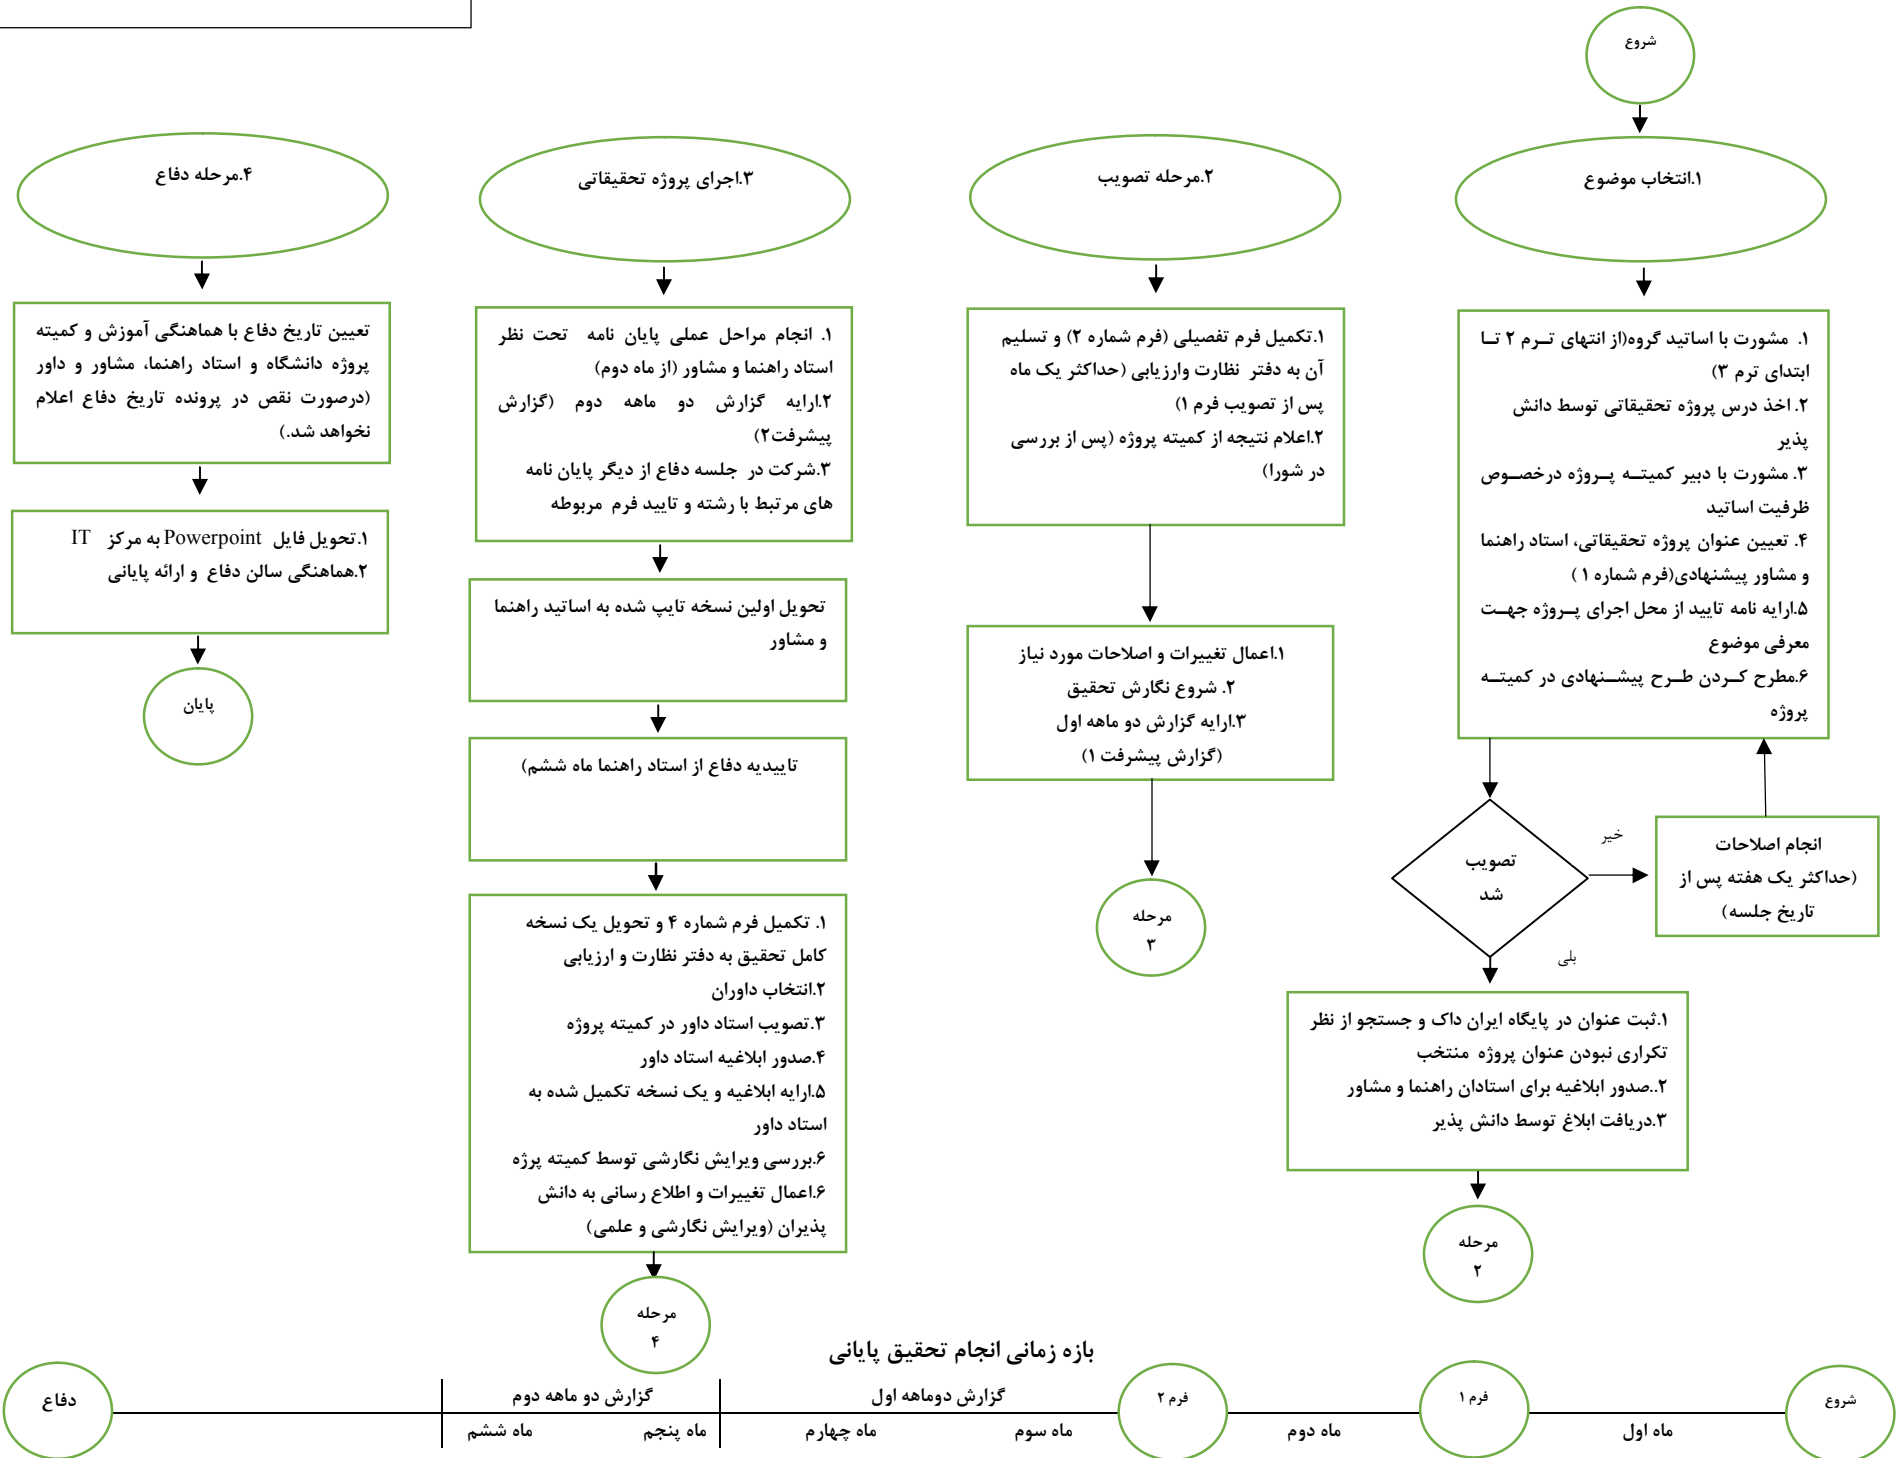 شروع
۱.انتخاب موضوع
۱. مشورت با اساتید گروه(از انتهای تـرم ۲ تـا
ابتدای ترم ۳)
۲. اخذ درس پروژه تحقیقاتی توسط دانش
پذیر
۳. مشورت با دبیر کمیتـه پـروژه درخصـوص
ظرفیت اساتید
۴. تعیین عنوان پروژه تحقیقاتی، استاد راهنما
و مشاور پیشنهادی(فرم شماره ۱ )
۵.ارایه نامه تایید از محل اجرای پـروژه جهـت
معرفی موضوع
۶.مطرح کـردن طـرح پیشـنهادی در کمیتـه
پروژه
تصویب
شد
خیر
انجام اصلاحات
(حداکثر یک هفته پس از
تاریخ جلسه)
بلی
۱.ثبت عنوان در پایگاه ایران داک و جستجو از نظر
تکراری نبودن عنوان پروژه منتخب
۲..صدور ابلاغیه برای استادان راهنما و مشاور
۳.دریافت ابلاغ توسط دانش پذیر
مرحله
۲
۲.مرحله تصویب
۱.تکمیل فرم تفصیلی (فرم شماره ۲) و تسلیم
آن به دفتر نظارت وارزیابی (حداکثر یک ماه
پس از تصویب فرم ۱)
۲.اعلام نتیجه از کمیته پروژه (پس از بررسی
در شورا)
۱.اعمال تغییرات و اصلاحات مورد نیاز
۲. شروع نگارش تحقیق
۳.ارایه گزارش دو ماهه اول
(گزارش پیشرفت ۱)
مرحله
۳
۳.اجرای پروژه تحقیقاتی
۱. انجام مراحل عملی پایان نامه تحت نظر
استاد راهنما و مشاور (از ماه دوم)
۲.ارایه گزارش دو ماهه دوم (گزارش
پیشرفت۲)
۳.شرکت در جلسه دفاع از دیگر پایان نامه
های مرتبط با رشته و تایید فرم مربوطه
تحویل اولین نسخه تایپ شده به اساتید راهنما
و مشاور
تاییدیه دفاع از استاد راهنما ماه ششم)
۱. تکمیل فرم شماره ۴ و تحویل یک نسخه
کامل تحقیق به دفتر نظارت و ارزیابی
۲.انتخاب داوران
۳.تصویب استاد داور در کمیته پروژه
۴.صدور ابلاغیه استاد داور
۵.ارایه ابلاغیه و یک نسخه تکمیل شده به
استاد داور
۶.بررسی ویرایش نگارشی توسط کمیته پرژه
۶.اعمال تغییرات و اطلاع رسانی به دانش
پذیران (ویرایش نگارشی و علمی)
مرحله
۴
۴.مرحله دفاع
تعیین تاریخ دفاع با هماهنگی آموزش و کمیته
پروژه دانشگاه و استاد راهنما، مشاور و داور
(درصورت نقص در پرونده تاریخ دفاع اعلام
نخواهد شد.)
۱.تحویل فایل Powerpoint به مرکز IT
۲.هماهنگی سالن دفاع و ارائه پایانی
پایان
بازه زمانی انجام تحقیق پایانی
شروع
ماه اول
فرم ۱
ماه دوم
فرم ۲
گزارش دوماهه اول
ماه سوم ماه چهارم
گزارش دو ماهه دوم
ماه پنجم ماه ششم
دفاع